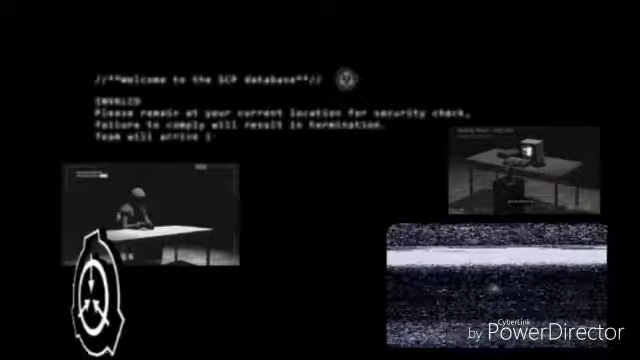 //**Welcome to the SCP database**//
INVALID
Please remain at your current location for security check,
failure to comply will result in termination.
Team will arrive i
CyberLink
by PowerDirector